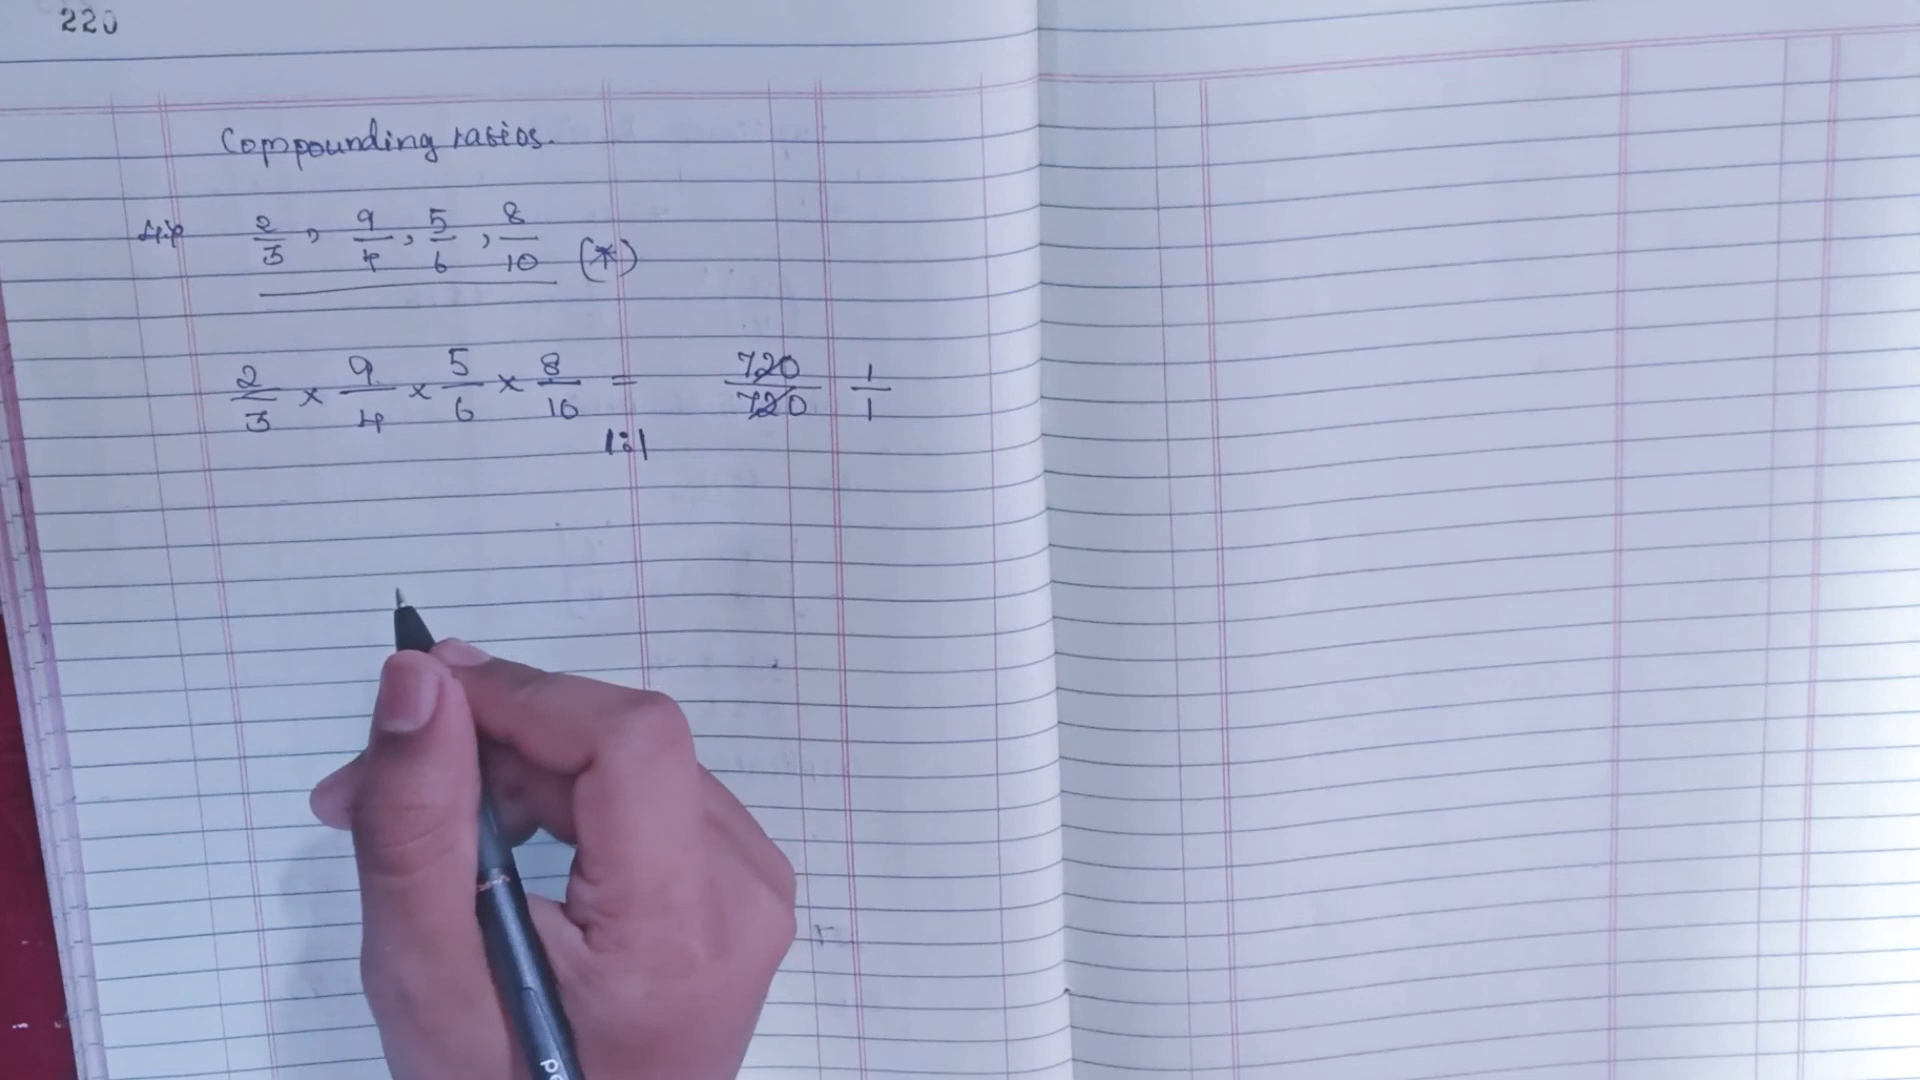 220
Compounding ratios.
2/3, 9/4, 5/6, 8/10 (*)
2/3 × 9/4 × 5/6 × 8/10 = 720/720 1/1
1:1